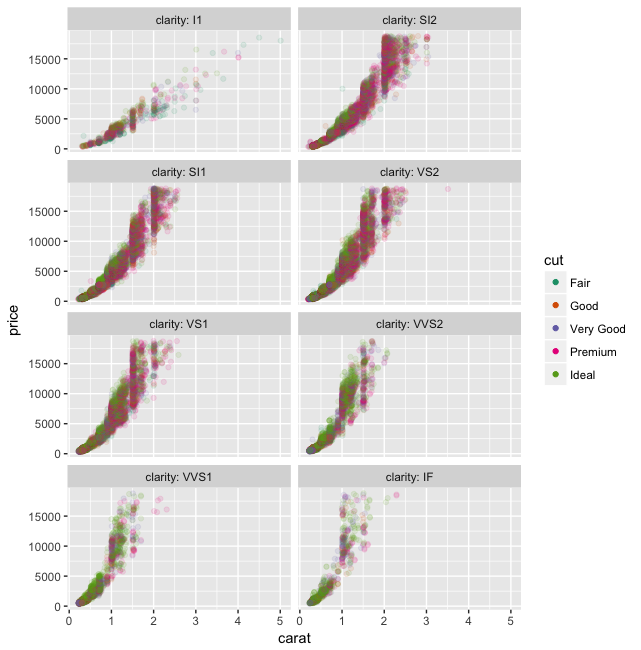 clarity: I1
clarity: SI2
15000
10000
5000
0
clarity: SI1
clarity: VS2
15000
10000
5000
0
clarity: VS1
clarity: VVS2
15000
10000
5000
0
clarity: VVS1
clarity: IF
15000
10000
5000
0
0 1 2 3 4 5
0 1 2 3 4 5
carat
price
cut
Fair
Good
Very Good
Premium
Ideal